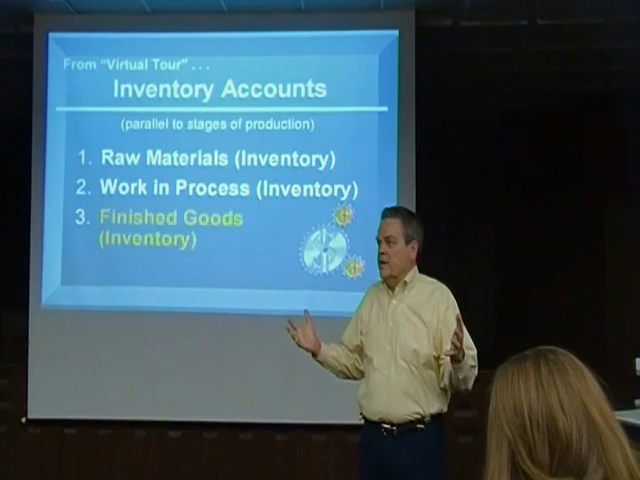 From "Virtual Tour" . . .
Inventory Accounts
(parallel to stages of production)
1. Raw Materials (Inventory)
2. Work in Process (Inventory)
3. Finished Goods
(Inventory)